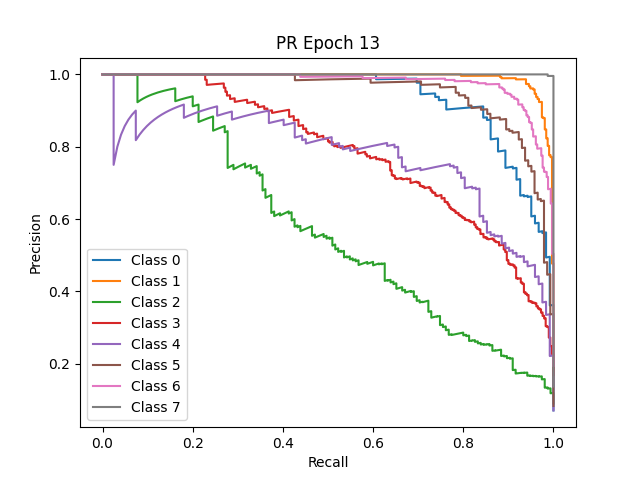 PR Epoch 13
1.0
0.8
0.6
0.4
0.2
Precision
Class 0
Class 1
Class 2
Class 3
Class 4
Class 5
Class 6
Class 7
0.0 0.2 0.4 0.6 0.8 1.0
Recall